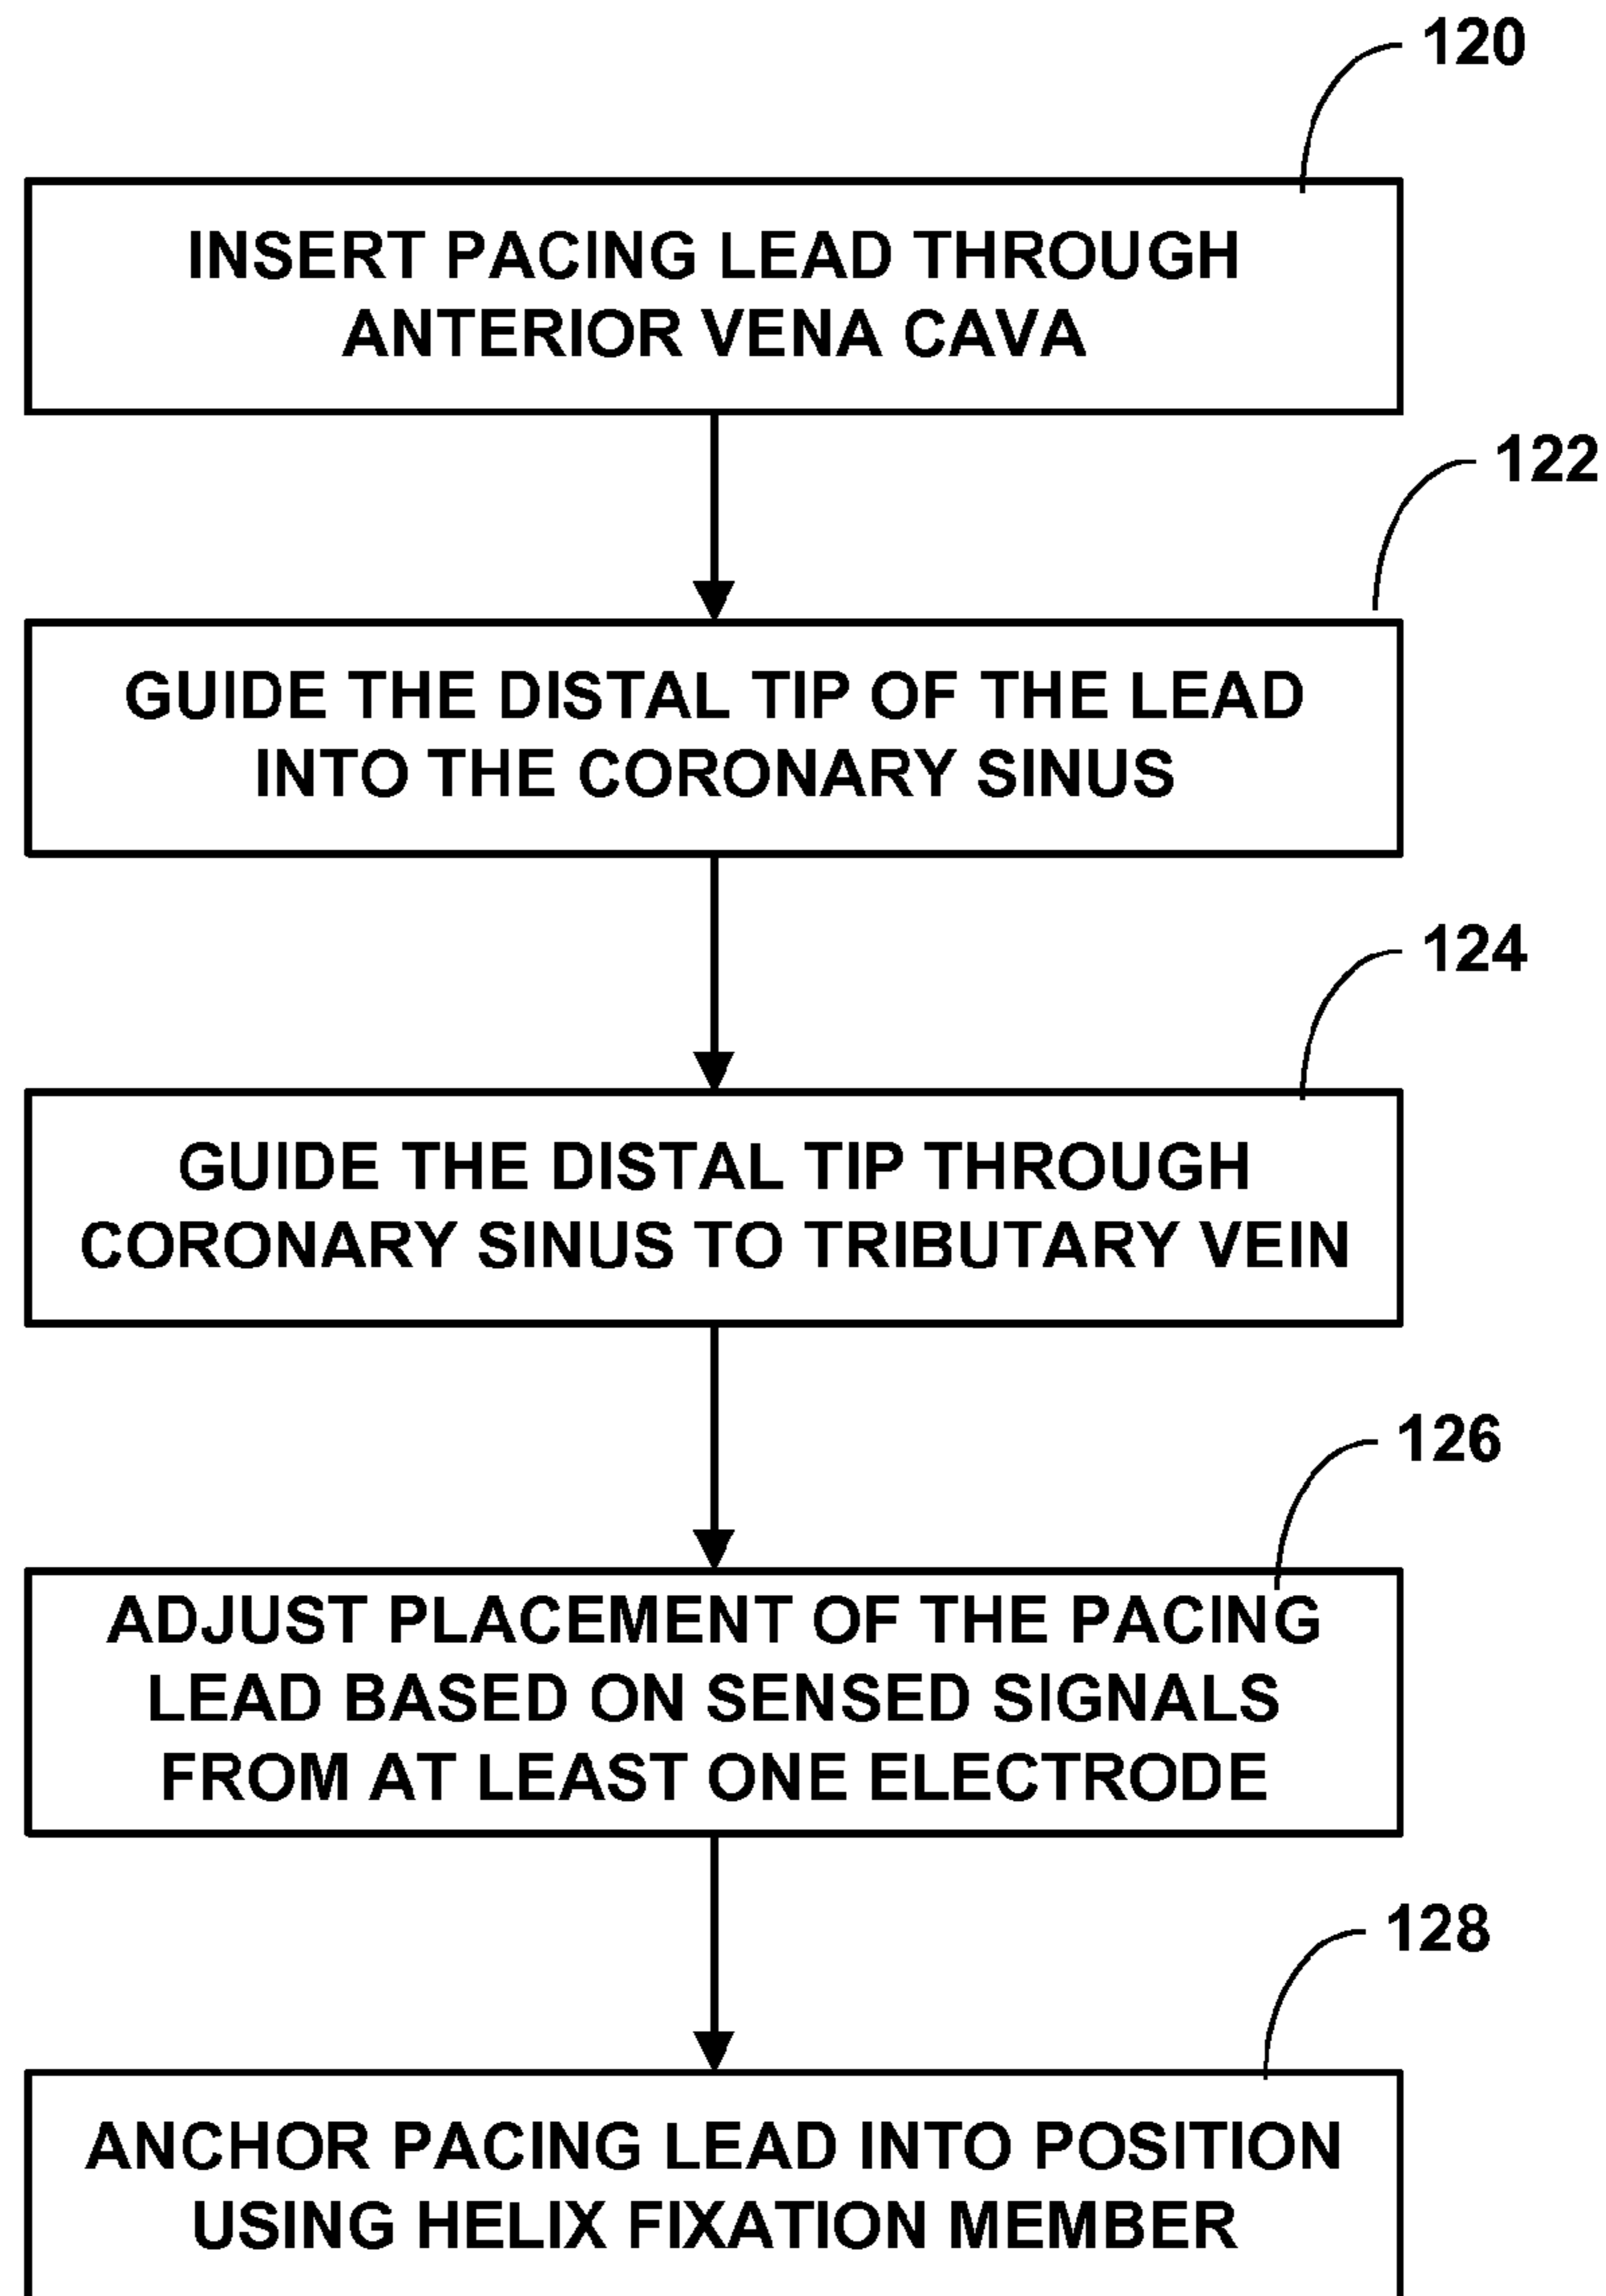 120
INSERT PACING LEAD THROUGH
ANTERIOR VENA CAVA
122
GUIDE THE DISTAL TIP OF THE LEAD
INTO THE CORONARY SINUS
124
GUIDE THE DISTAL TIP THROUGH
CORONARY SINUS TO TRIBUTARY VEIN
126
ADJUST PLACEMENT OF THE PACING
LEAD BASED ON SENSED SIGNALS
FROM AT LEAST ONE ELECTRODE
128
ANCHOR PACING LEAD INTO POSITION
USING HELIX FIXATION MEMBER